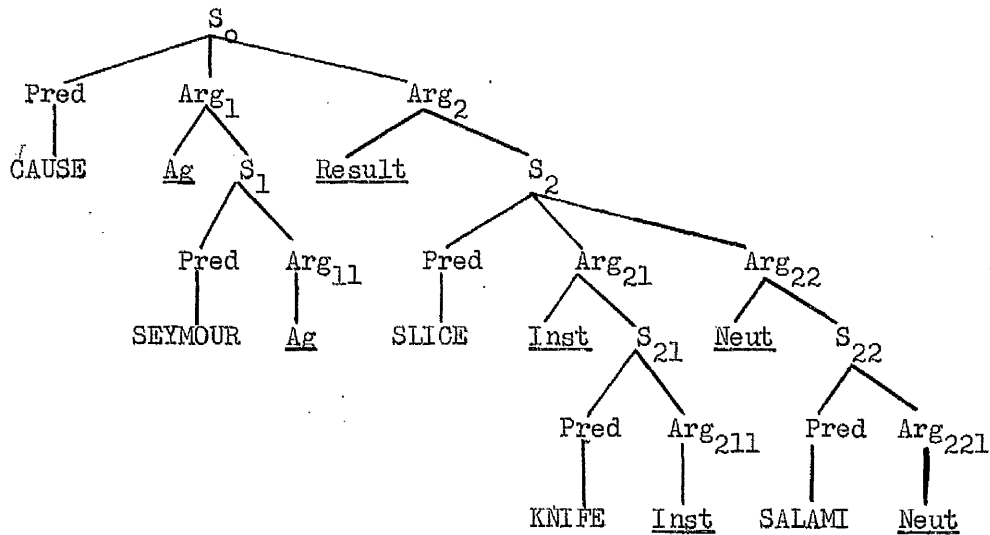 S₀
Pred Arg₁ Arg₂
CAUSE Ag S₁ Result S₂
Pred Arg₁₁ Pred Arg₂₁ Arg₂₂
SEYMOUR Ag SLICE Inst S₂₁ Neut S₂₂
Pred Arg₂₁₁ Pred Arg₂₂₁
KNIFE Inst SALAMI Neut